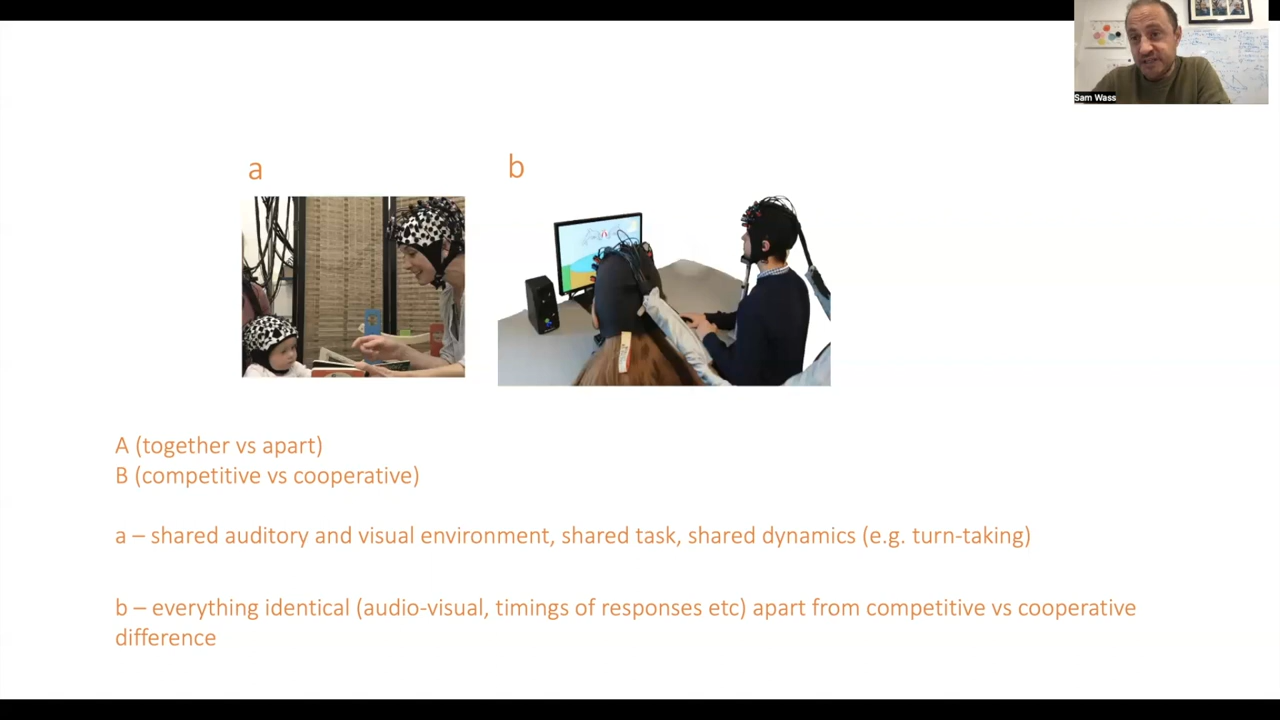 Sam Wass
a
b
A (together vs apart)
B (competitive vs cooperative)
a – shared auditory and visual environment, shared task, shared dynamics (e.g. turn-taking)
b – everything identical (audio-visual, timings of responses etc) apart from competitive vs cooperative
difference